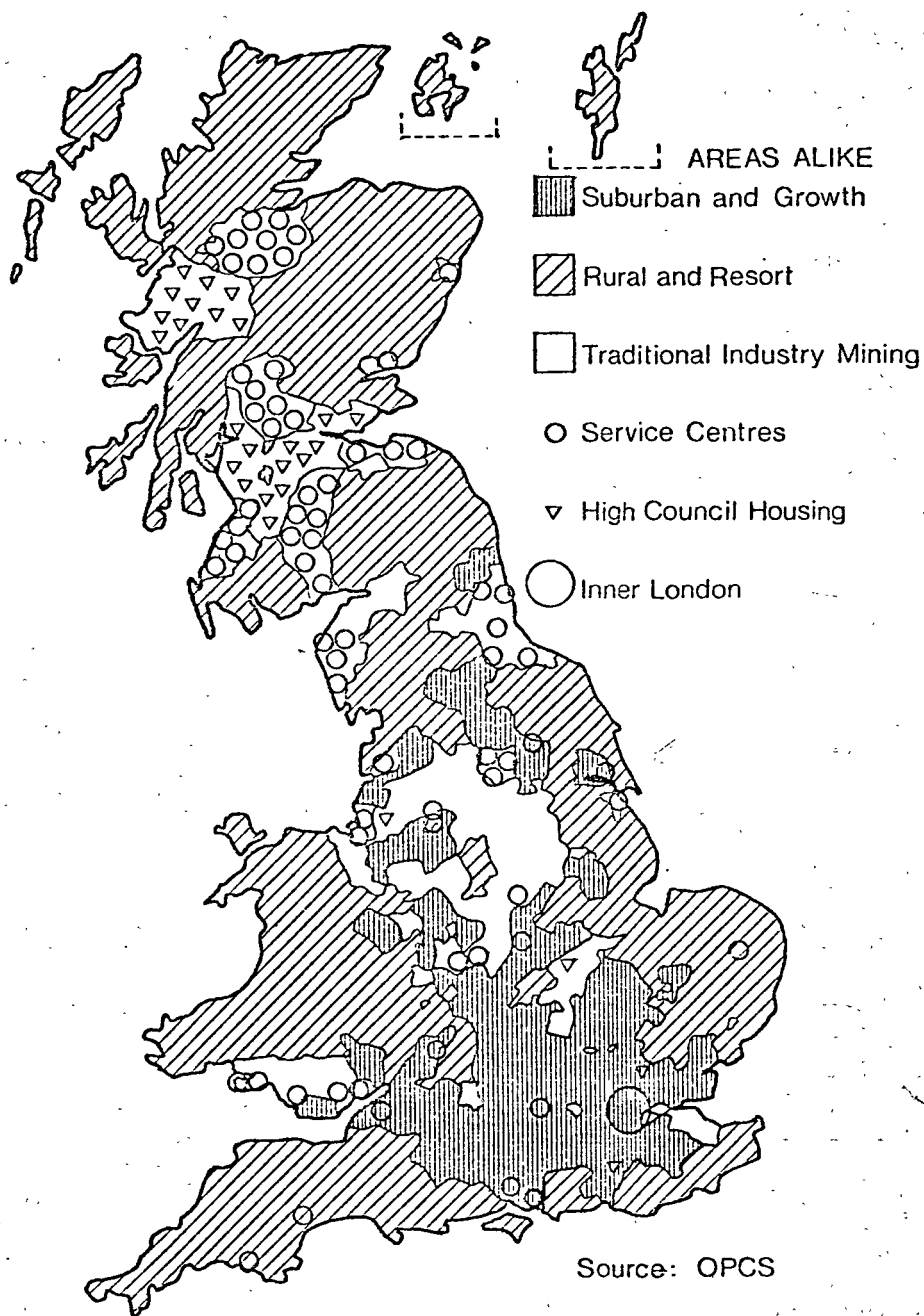 AREAS ALIKE
Suburban and Growth
Rural and Resort
Traditional Industry Mining
Service Centres
High Council Housing
Inner London
Source: OPCS